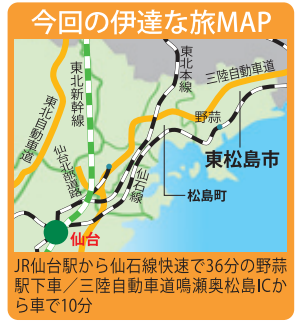 今回の伊達な旅MAP
東北新幹線
東北本線
三陸自動車道
東北自動車道
野蒜
仙台北部道路
東松島市
仙石線
松島町
仙台
JR仙台駅から仙石線快速で36分の野蒜
駅下車／三陸自動車道鳴瀬奥松島ICか
ら車で10分